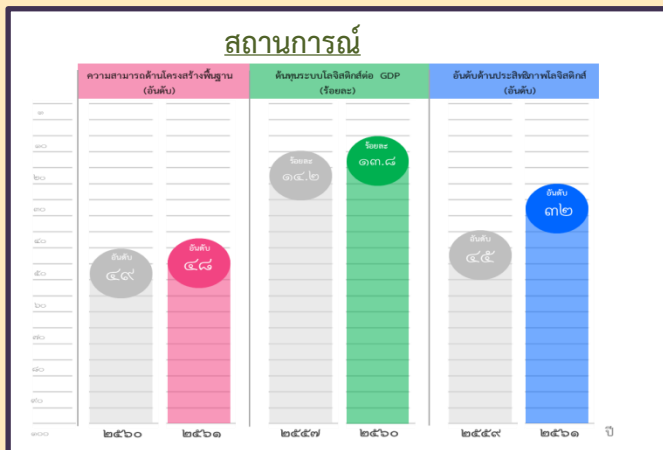 สถานการณ์
ความสามารถด้านโครงสร้างพื้นฐาน
(อันดับ)
ต้นทุนระบบโลจิสติกส์ต่อ GDP
(ร้อยละ)
อันดับด้านประสิทธิภาพโลจิสติกส์
(อันดับ)
๑
๑๐
๒๐
๓๐
๔๐
๕๐
๖๐
๗๐
๘๐
๙๐
๑๐๐
อันดับ
๔๙
อันดับ
๔๘
ร้อยละ
๑๔.๒
ร้อยละ
๑๓.๘
อันดับ
๔๕
อันดับ
๓๒
๒๕๖๐ ๒๕๖๑ ๒๕๕๗ ๒๕๖๐ ๒๕๕๙ ๒๕๖๑ ปี